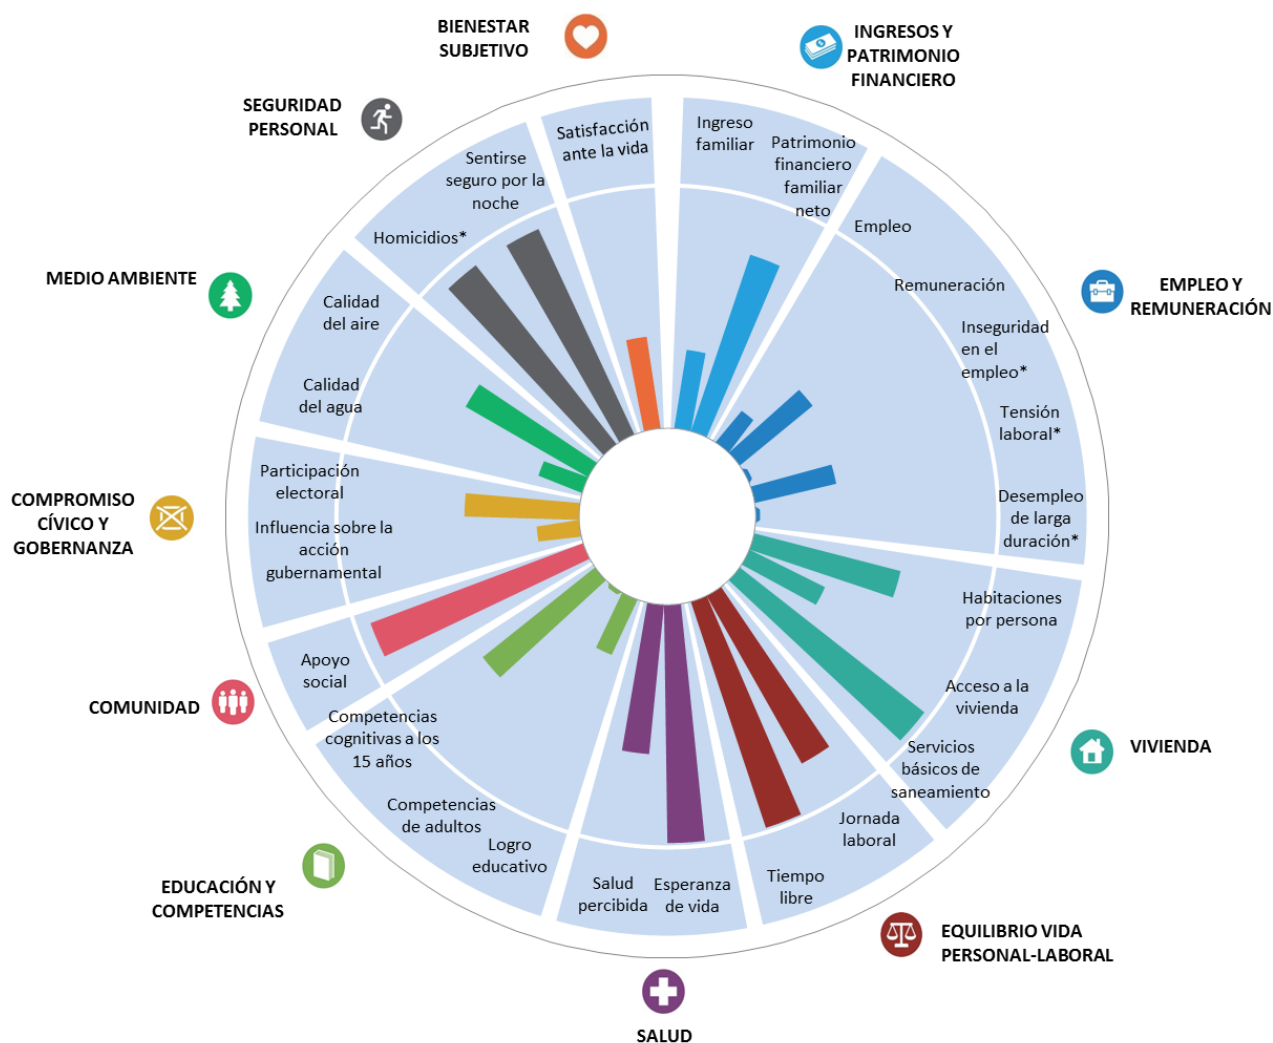 BIENESTAR
SUBJETIVO
INGRESOS Y
PATRIMONIO
FINANCIERO
SEGURIDAD
PERSONAL
Satisfacción
ante la vida
Ingreso
familiar
Patrimonio
financiero
familiar
neto
Sentirse
seguro por la
noche
Homicidios*
Empleo
Remuneración
Inseguridad
en el
empleo*
Tensión
laboral*
Desempleo
de larga
duración*
EMPLEO Y
REMUNERACIÓN
MEDIO AMBIENTE
Calidad
del aire
Calidad
del agua
Participación
electoral
Influencia sobre la
acción
gubernamental
COMPROMISO
CÍVICO Y
GOBERNANZA
Habitaciones
por persona
Acceso a la
vivienda
Servicios
básicos de
saneamiento
VIVIENDA
Apoyo
social
COMUNIDAD
Competencias
cognitivas a los
15 años
Competencias
de adultos
Logro
educativo
EDUCACIÓN Y
COMPETENCIAS
Salud
percibida
Esperanza
de vida
Tiempo
libre
Jornada
laboral
EQUILIBRIO VIDA
PERSONAL-LABORAL
SALUD